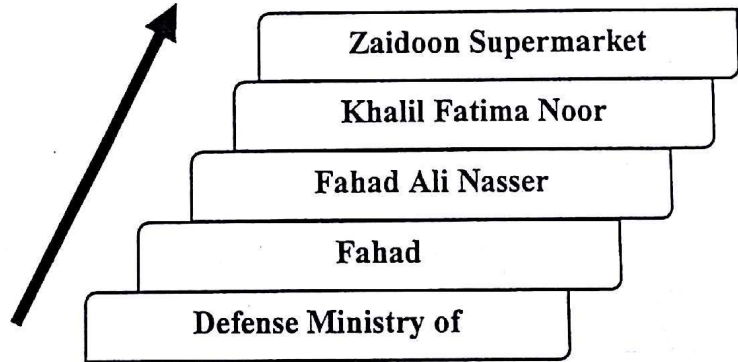 Zaidoon Supermarket
Khalil Fatima Noor
Fahad Ali Nasser
Fahad
Defense Ministry of